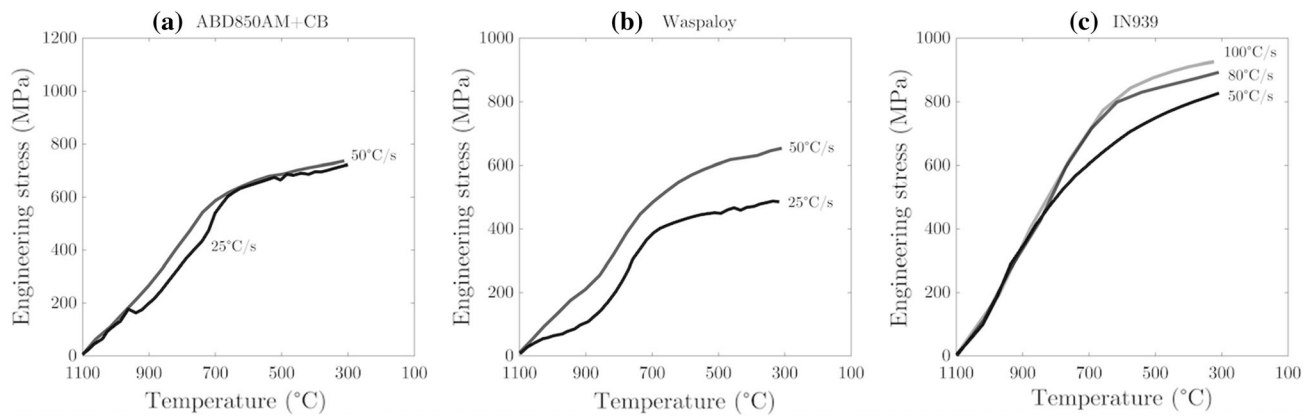 (a) ABD850AM+CB
1200
1000
800
600
400
200
0
1100 900 700 500 300 100
Engineering stress (MPa)
Temperature (°C)
50°C/s
25°C/s
(b) Waspaloy
1000
800
600
400
200
0
1100 900 700 500 300 100
Engineering stress (MPa)
Temperature (°C)
50°C/s
25°C/s
(c) IN939
1000
800
600
400
200
0
1100 900 700 500 300 100
Engineering stress (MPa)
Temperature (°C)
100°C/s
80°C/s
50°C/s